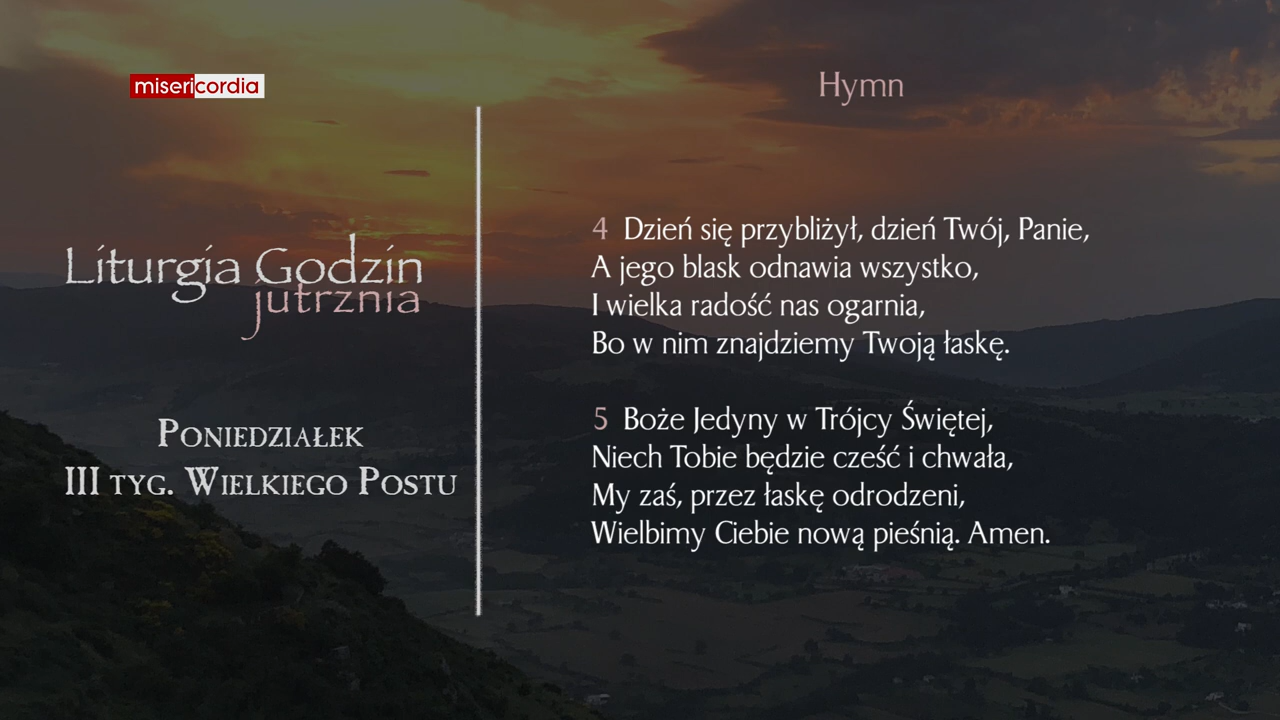 misericordia
Liturgia Godzin
jutrznia
Poniedziałek
III tyg. Wielkiego Postu
Hymn
4 Dzień się przybliżył, dzień Twój, Panie,
A jego blask odnawia wszystko,
I wielka radość nas ogarnia,
Bo w nim znajdziemy Twoją łaskę.
5 Boże Jedyny w Trójcy Świętej,
Niech Tobie będzie cześć i chwała,
My zaś, przez łaskę odrodzeni,
Wielbimy Ciebie nową pieśnią. Amen.